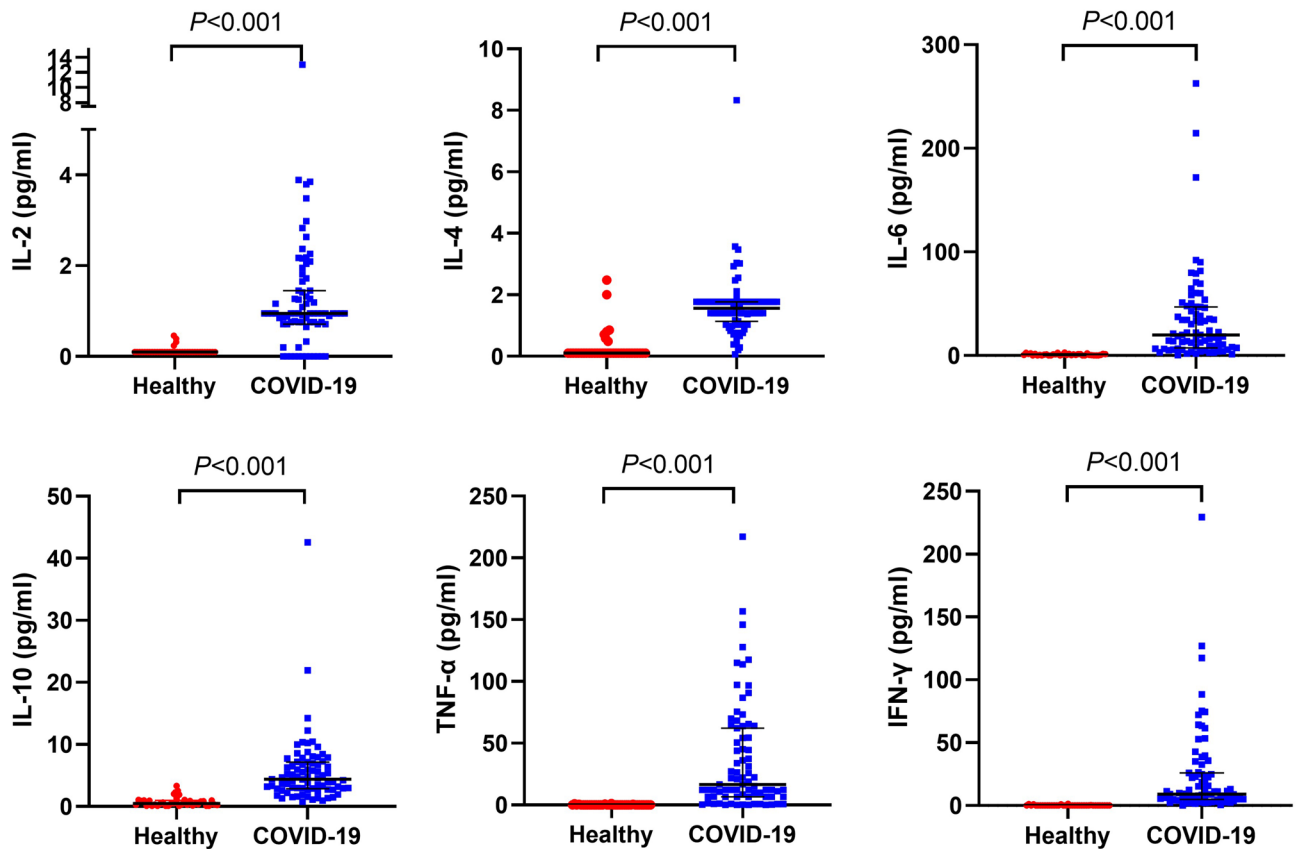 P<0.001
IL-2 (pg/ml)
14
12
10
8
4
2
0
Healthy COVID-19
P<0.001
IL-4 (pg/ml)
10
8
6
4
2
0
Healthy COVID-19
P<0.001
IL-6 (pg/ml)
300
200
100
0
Healthy COVID-19
P<0.001
IL-10 (pg/ml)
50
40
30
20
10
0
Healthy COVID-19
P<0.001
TNF-α (pg/ml)
250
200
150
100
50
0
Healthy COVID-19
P<0.001
IFN-γ (pg/ml)
250
200
150
100
50
0
Healthy COVID-19